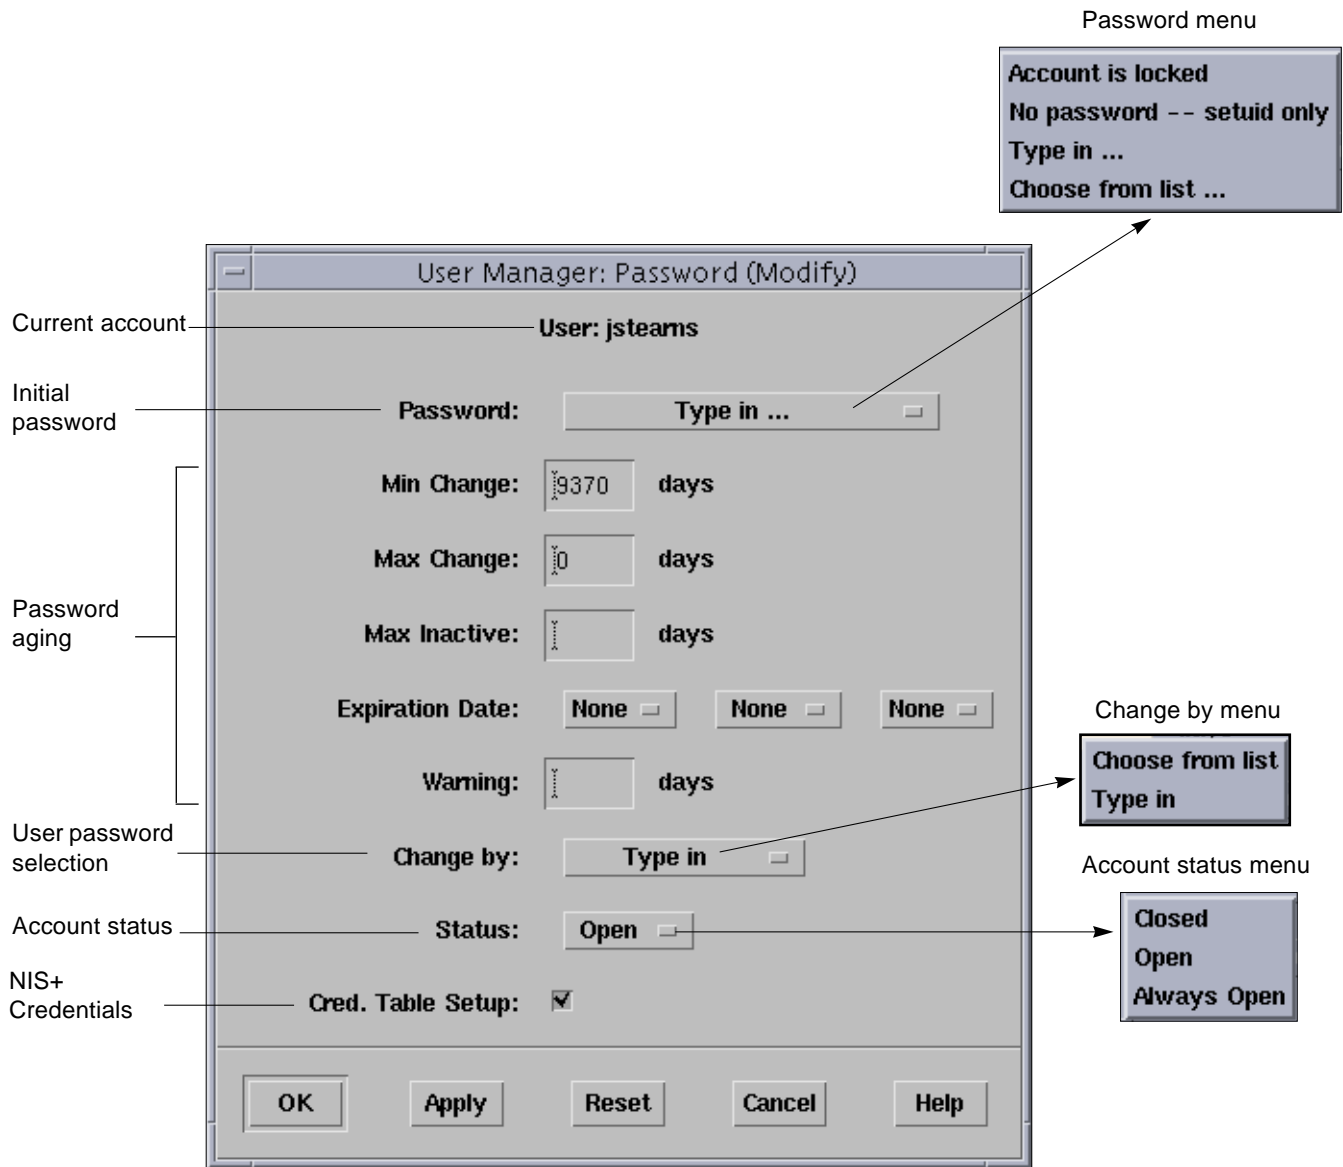 Password menu
Account is locked
No password -- setuid only
Type in ...
Choose from list ...
User Manager: Password (Modify)
Current account
User: jstearns
Initial
password
Password:
Type in ...
Min Change:
9370
days
Max Change:
0
days
Password
aging
Max Inactive:
days
Expiration Date:
None
None
None
Warning:
days
Change by menu
Choose from list
Type in
User password
selection
Change by:
Type in
Account status menu
Closed
Open
Always Open
Account status
Status:
Open
NIS+
Credentials
Cred. Table Setup:
OK
Apply
Reset
Cancel
Help